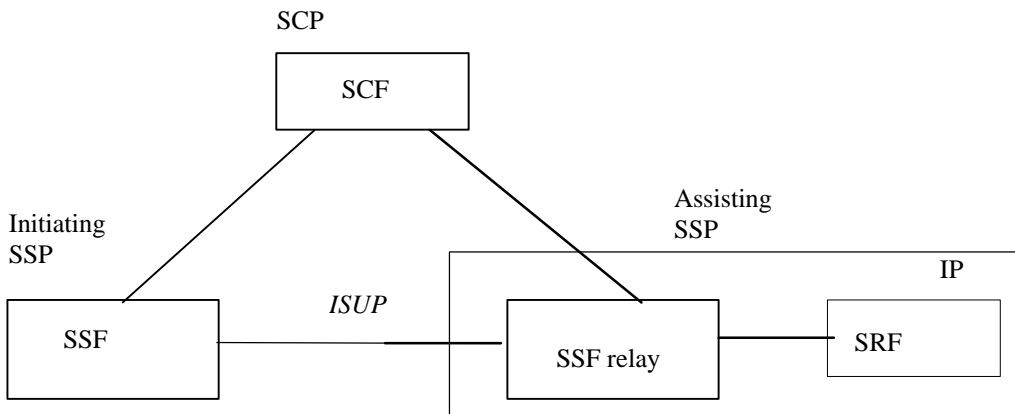 SCP
SCF
Initiating
SSP
Assisting
SSP
IP
ISUP
SSF
SSF relay
SRF